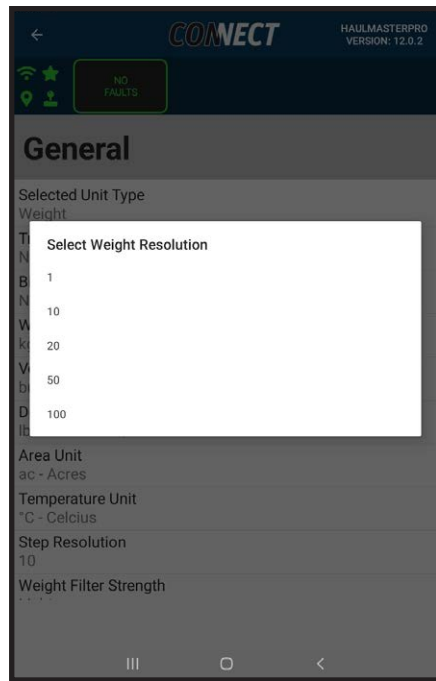 CONNECT
HAULMASTERPRO
VERSION: 12.0.2
NO
FAULTS
General
Selected Unit Type
Weight
Select Weight Resolution
1
10
20
50
100
Area Unit
ac - Acres
Temperature Unit
°C - Celcius
Step Resolution
10
Weight Filter Strength